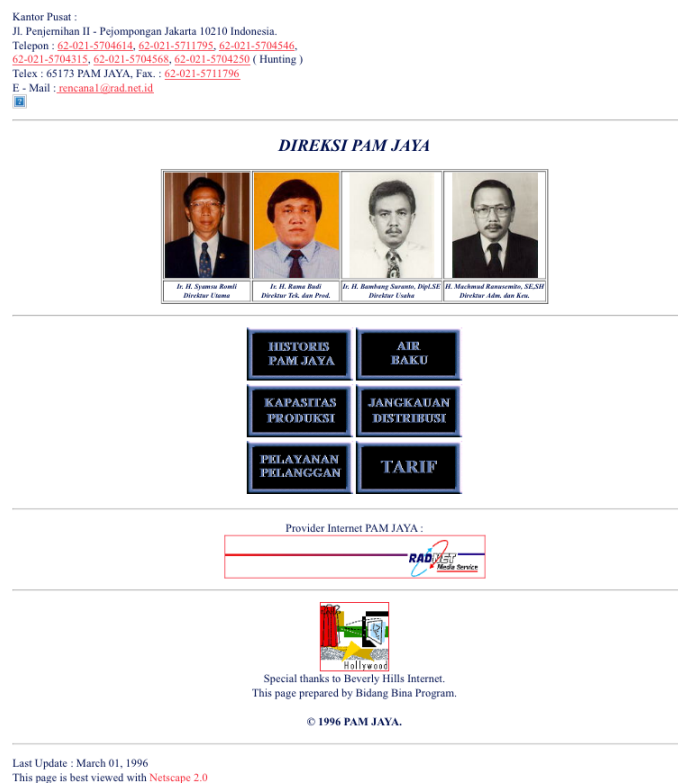 Kantor Pusat :
Jl. Penjernihan II - Pejompongan Jakarta 10210 Indonesia.
Telepon : 62-021-5704614, 62-021-5711795, 62-021-5704546,
62-021-5704315, 62-021-5704568, 62-021-5704250 ( Hunting )
Telex : 65173 PAM JAYA, Fax. : 62-021-5711796
E - Mail : rencana1@rad.net.id
DIREKSI PAM JAYA
Ir. H. Syamsu Romli
Direktur Utama
Ir. H. Rama Budi
Direktur Tek. dan Prod.
Ir. H. Bambang Suranto, Dipl.SE
Direktur Usaha
H. Machmud Ranusemito, SE,SH
Direktur Adm. dan Keu.
HISTORIS
PAM JAYA
AIR
BAKU
KAPASITAS
PRODUKSI
JANGKAUAN
DISTRIBUSI
PELAYANAN
PELANGGAN
TARIF
Provider Internet PAM JAYA :
RADNET
Media Service
Hollywood
Special thanks to Beverly Hills Internet.
This page prepared by Bidang Bina Program.
© 1996 PAM JAYA.
Last Update : March 01, 1996
This page is best viewed with Netscape 2.0